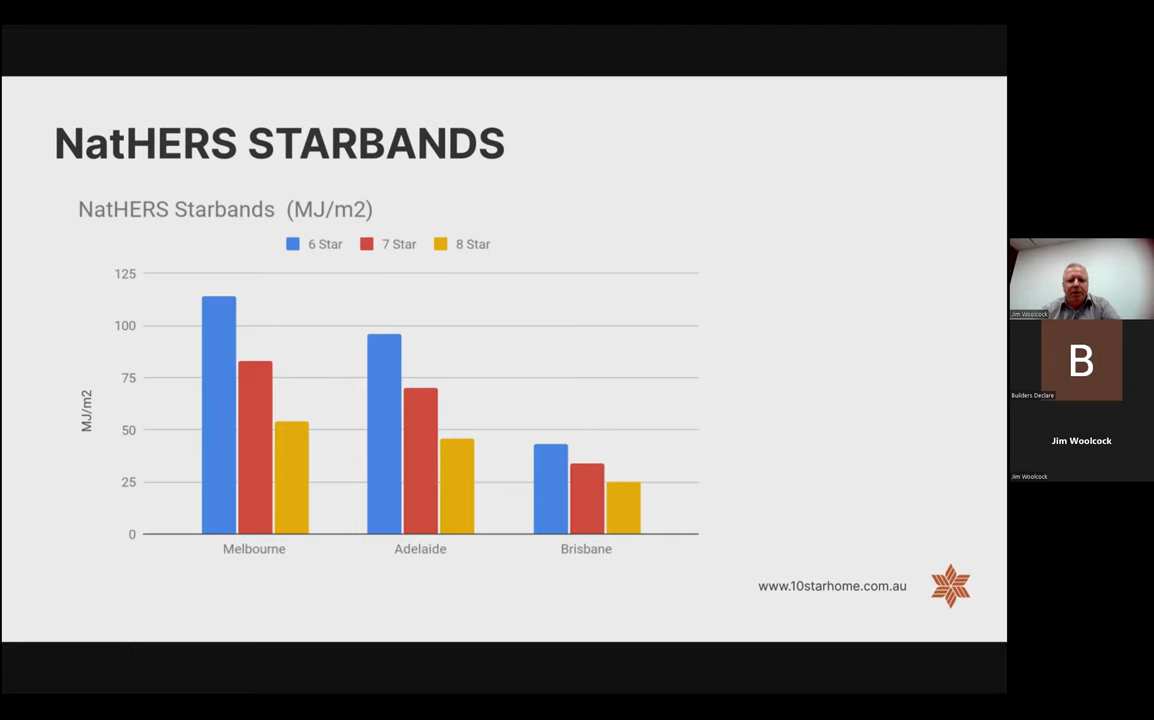 NatHERS STARBANDS
NatHERS Starbands (MJ/m2)
6 Star 7 Star 8 Star
125
100
75
50
25
0
MJ/m2
Melbourne Adelaide Brisbane
www.10starhome.com.au
Jim Woolcock
B
Builders Declare
Jim Woolcock
Jim Woolcock